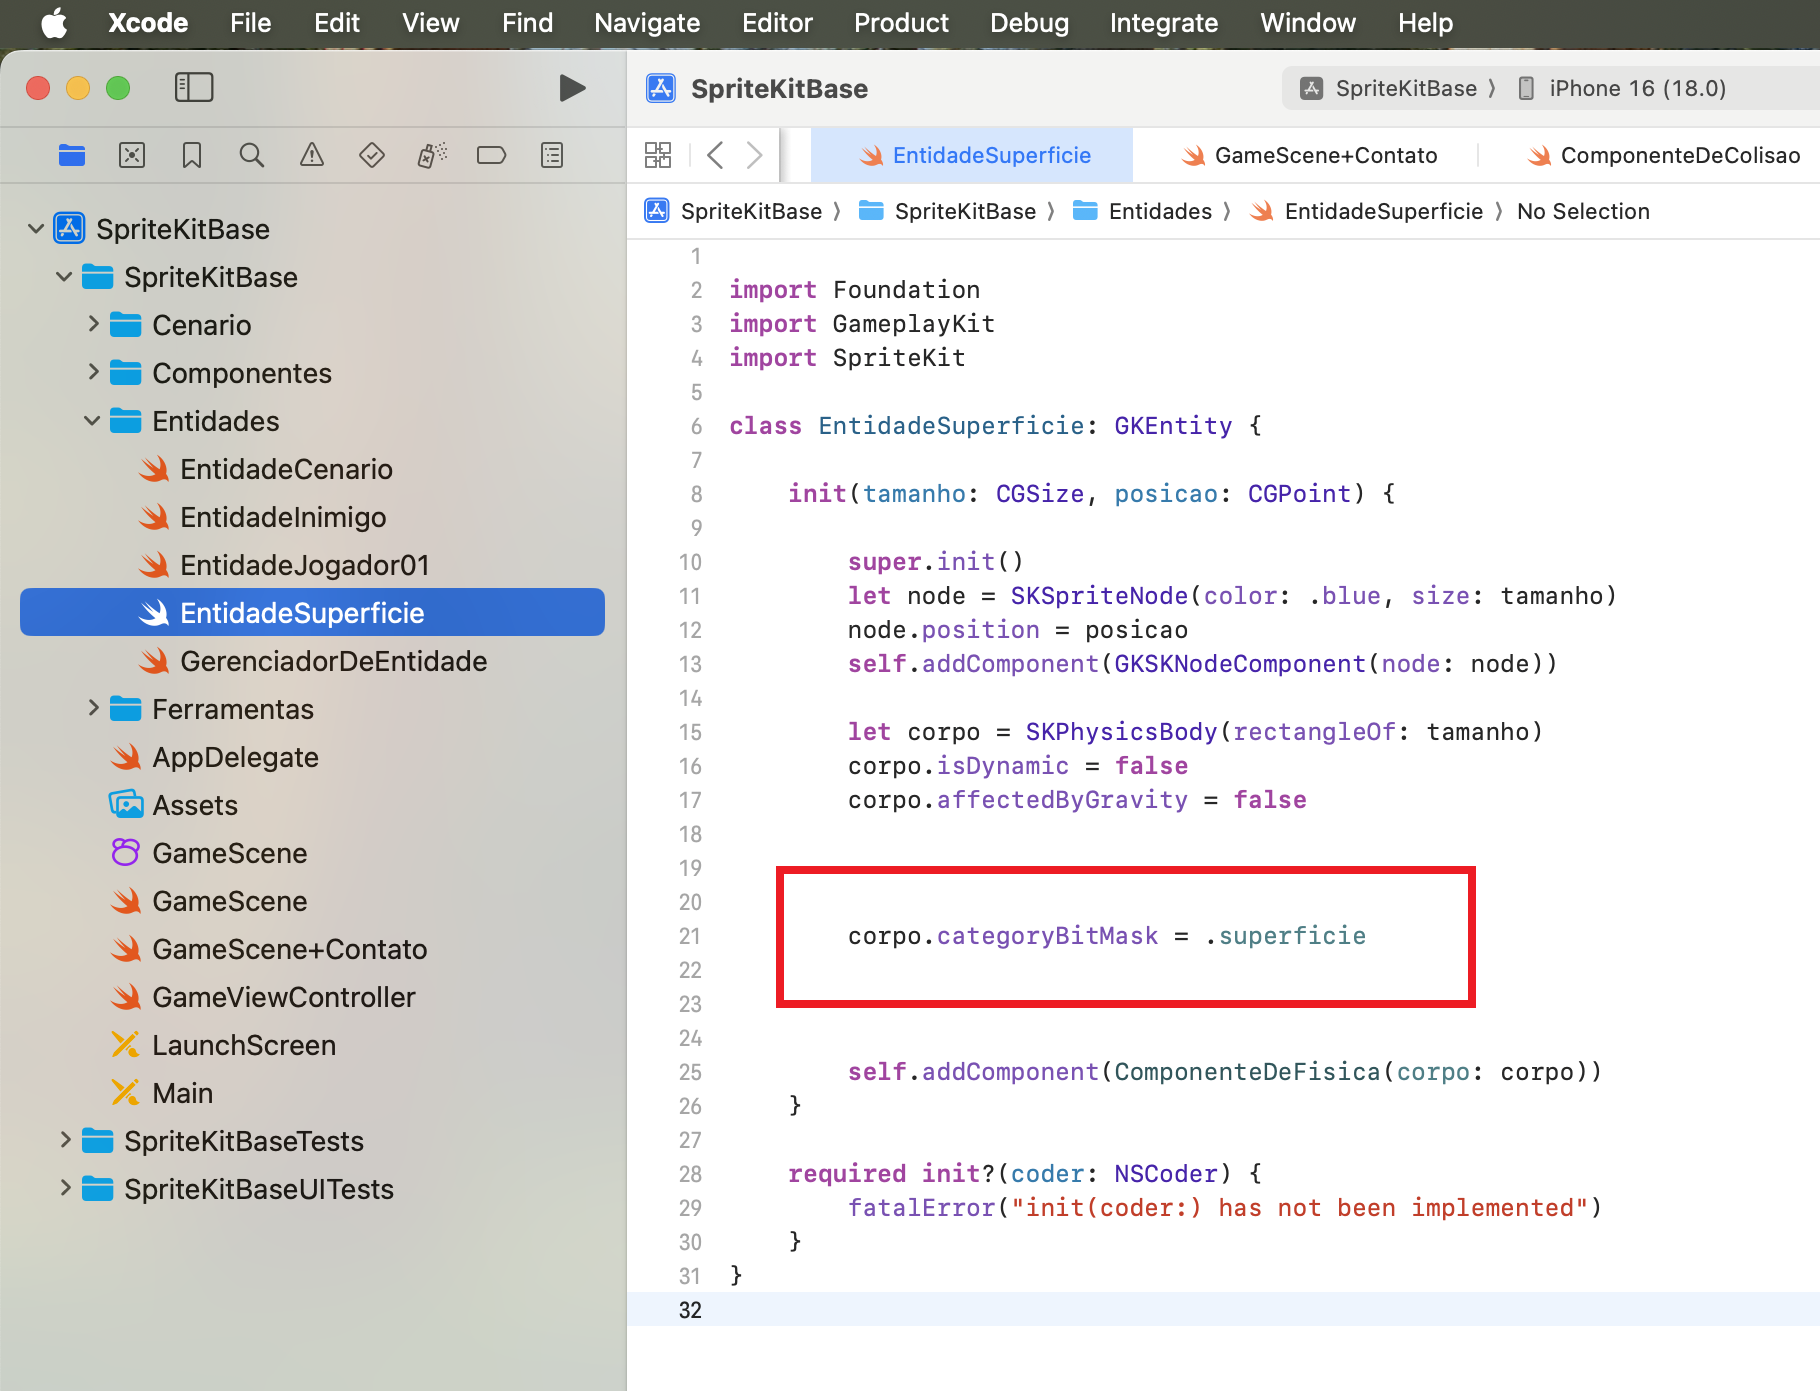 Xcode File Edit View Find Navigate Editor Product Debug Integrate Window Help
SpriteKitBase
SpriteKitBase
Cenario
Componentes
Entidades
EntidadeCenario
EntidadeInimigo
EntidadeJogador01
EntidadeSuperficie
GerenciadorDeEntidade
Ferramentas
AppDelegate
Assets
GameScene
GameScene
GameScene+Contato
GameViewController
LaunchScreen
Main
SpriteKitBaseTests
SpriteKitBaseUITests
SpriteKitBase SpriteKitBase 〉 iPhone 16 (18.0)
EntidadeSuperficie GameScene+Contato ComponenteDeColisao
SpriteKitBase 〉 SpriteKitBase 〉 Entidades 〉 EntidadeSuperficie 〉 No Selection
1
2 import Foundation
3 import GameplayKit
4 import SpriteKit
5
6 class EntidadeSuperficie: GKEntity {
7
8 init(tamanho: CGSize, posicao: CGPoint) {
9
10 super.init()
11 let node = SKSpriteNode(color: .blue, size: tamanho)
12 node.position = posicao
13 self.addComponent(GKSKNodeComponent(node: node))
14
15 let corpo = SKPhysicsBody(rectangleOf: tamanho)
16 corpo.isDynamic = false
17 corpo.affectedByGravity = false
18
19
20
21 corpo.categoryBitMask = .superficie
22
23
24
25 self.addComponent(ComponenteDeFisica(corpo: corpo))
26 }
27
28 required init?(coder: NSCoder) {
29 fatalError("init(coder:) has not been implemented")
30 }
31 }
32